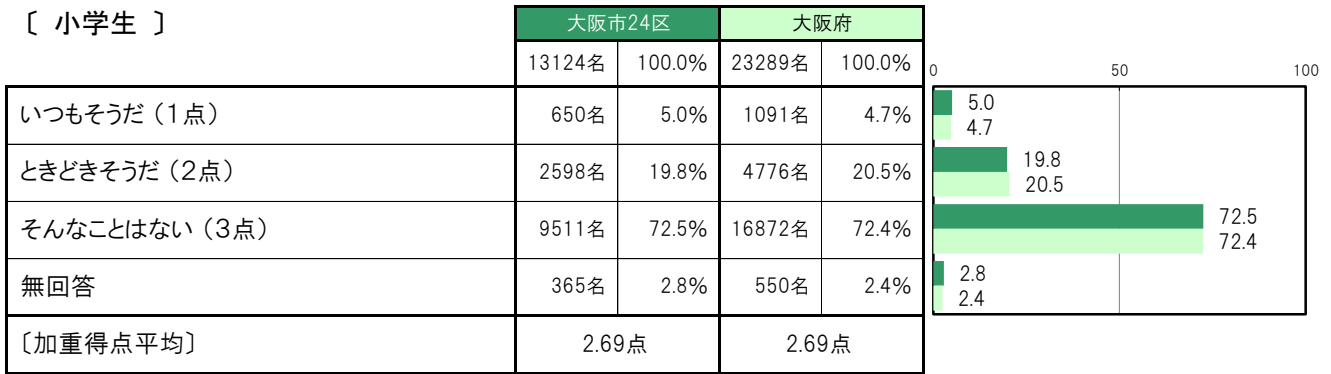 〔 小学生 〕
大阪市24区 大阪府
13124名 100.0% 23289名 100.0%
0 50 100
いつもそうだ（1点） 650名 5.0% 1091名 4.7%
5.0
4.7
ときどきそうだ（2点） 2598名 19.8% 4776名 20.5%
19.8
20.5
そんなことはない（3点） 9511名 72.5% 16872名 72.4%
72.5
72.4
無回答 365名 2.8% 550名 2.4%
2.8
2.4
〔加重得点平均〕 2.69点 2.69点